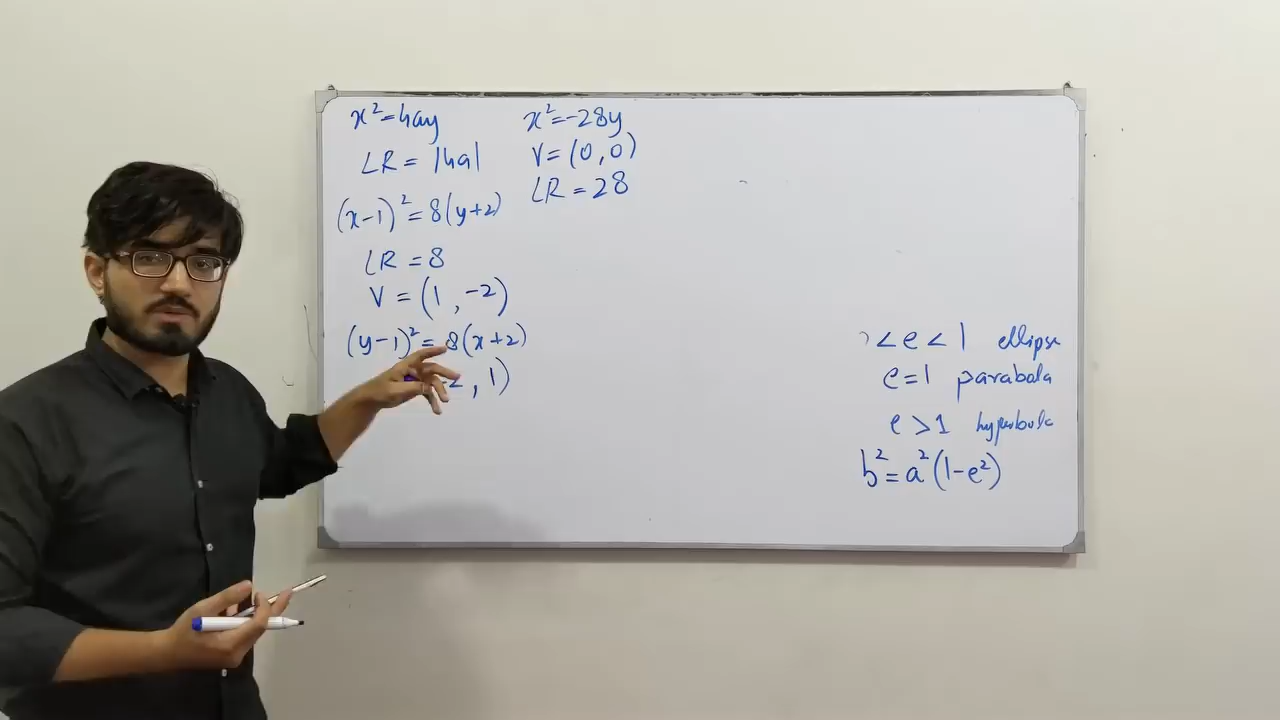 x²=4ay
LR = |4a|
(x-1)²=8(y+2)
LR = 8
V = (1, -2)
(y-1)²=8(x+2)
-2, 1)
x²=-28y
V=(0,0)
LR=28
<e<1 ellipse
e=1 parabola
e>1 hyperbola
b²=a²(1-e²)